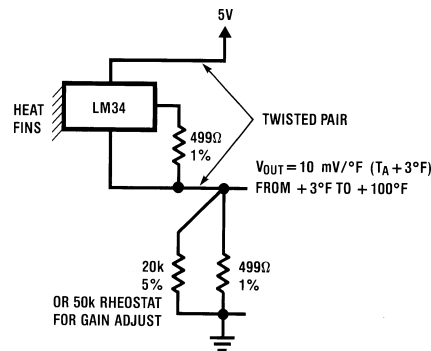 5V
LM34
HEAT
FINS
TWISTED PAIR
499Ω
1%
VOUT = 10 mV/°F (TA + 3°F)
FROM + 3°F TO + 100°F
20k
5%
499Ω
1%
OR 50k RHEOSTAT
FOR GAIN ADJUST